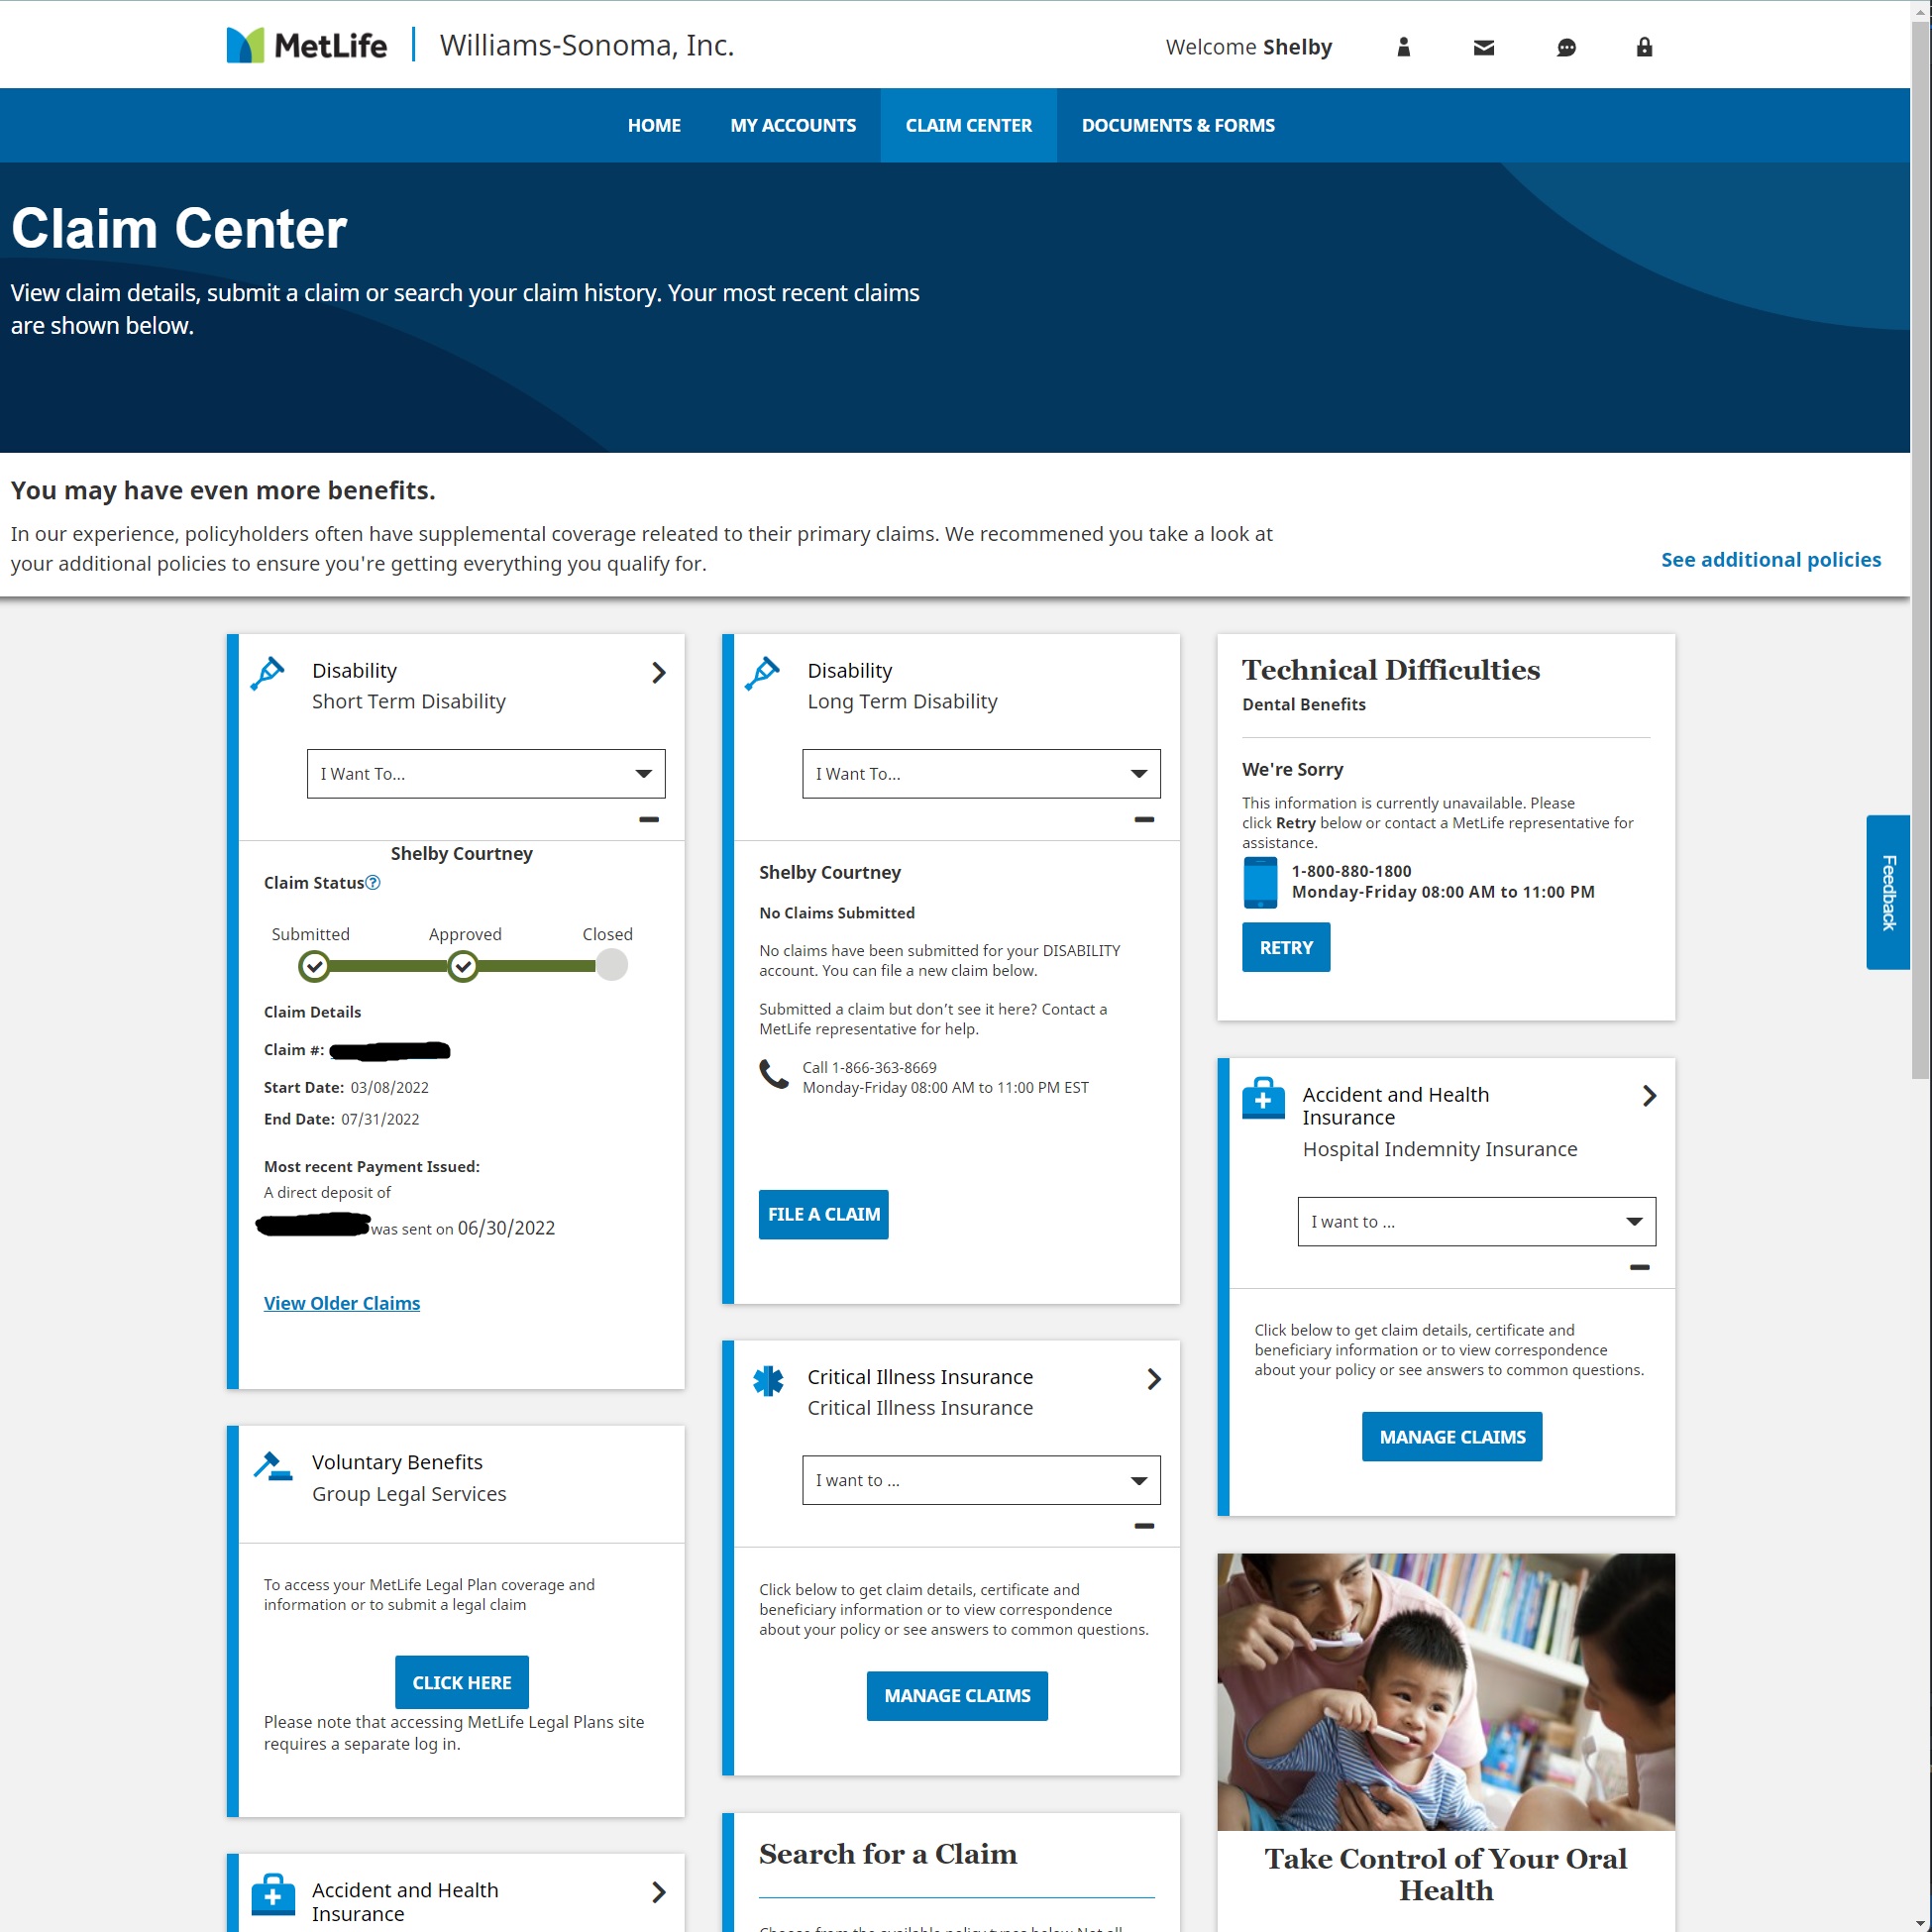 MetLife
Williams-Sonoma, Inc.
Welcome Shelby
HOME
MY ACCOUNTS
CLAIM CENTER
DOCUMENTS & FORMS
Claim Center
View claim details, submit a claim or search your claim history. Your most recent claims
are shown below.
You may have even more benefits.
In our experience, policyholders often have supplemental coverage releated to their primary claims. We recommened you take a look at
your additional policies to ensure you're getting everything you qualify for.
See additional policies
Disability
Short Term Disability
I Want To...
Shelby Courtney
Claim Status?
Submitted
Approved
Closed
Claim Details
Claim #:
Start Date: 03/08/2022
End Date: 07/31/2022
Most recent Payment Issued:
A direct deposit of
was sent on 06/30/2022
View Older Claims
Voluntary Benefits
Group Legal Services
To access your MetLife Legal Plan coverage and
information or to submit a legal claim
CLICK HERE
Please note that accessing MetLife Legal Plans site
requires a separate log in.
Accident and Health
Insurance
Disability
Long Term Disability
I Want To...
Shelby Courtney
No Claims Submitted
No claims have been submitted for your DISABILITY
account. You can file a new claim below.
Submitted a claim but don’t see it here? Contact a
MetLife representative for help.
Call 1-866-363-8669
Monday-Friday 08:00 AM to 11:00 PM EST
FILE A CLAIM
Critical Illness Insurance
Critical Illness Insurance
I want to ...
Click below to get claim details, certificate and
beneficiary information or to view correspondence
about your policy or see answers to common questions.
MANAGE CLAIMS
Search for a Claim
Choose from the available policy types below Not all
Technical Difficulties
Dental Benefits
We're Sorry
This information is currently unavailable. Please
click Retry below or contact a MetLife representative for
assistance.
1-800-880-1800
Monday-Friday 08:00 AM to 11:00 PM
RETRY
Accident and Health
Insurance
Hospital Indemnity Insurance
I want to ...
Click below to get claim details, certificate and
beneficiary information or to view correspondence
about your policy or see answers to common questions.
MANAGE CLAIMS
Take Control of Your Oral
Health
Feedback